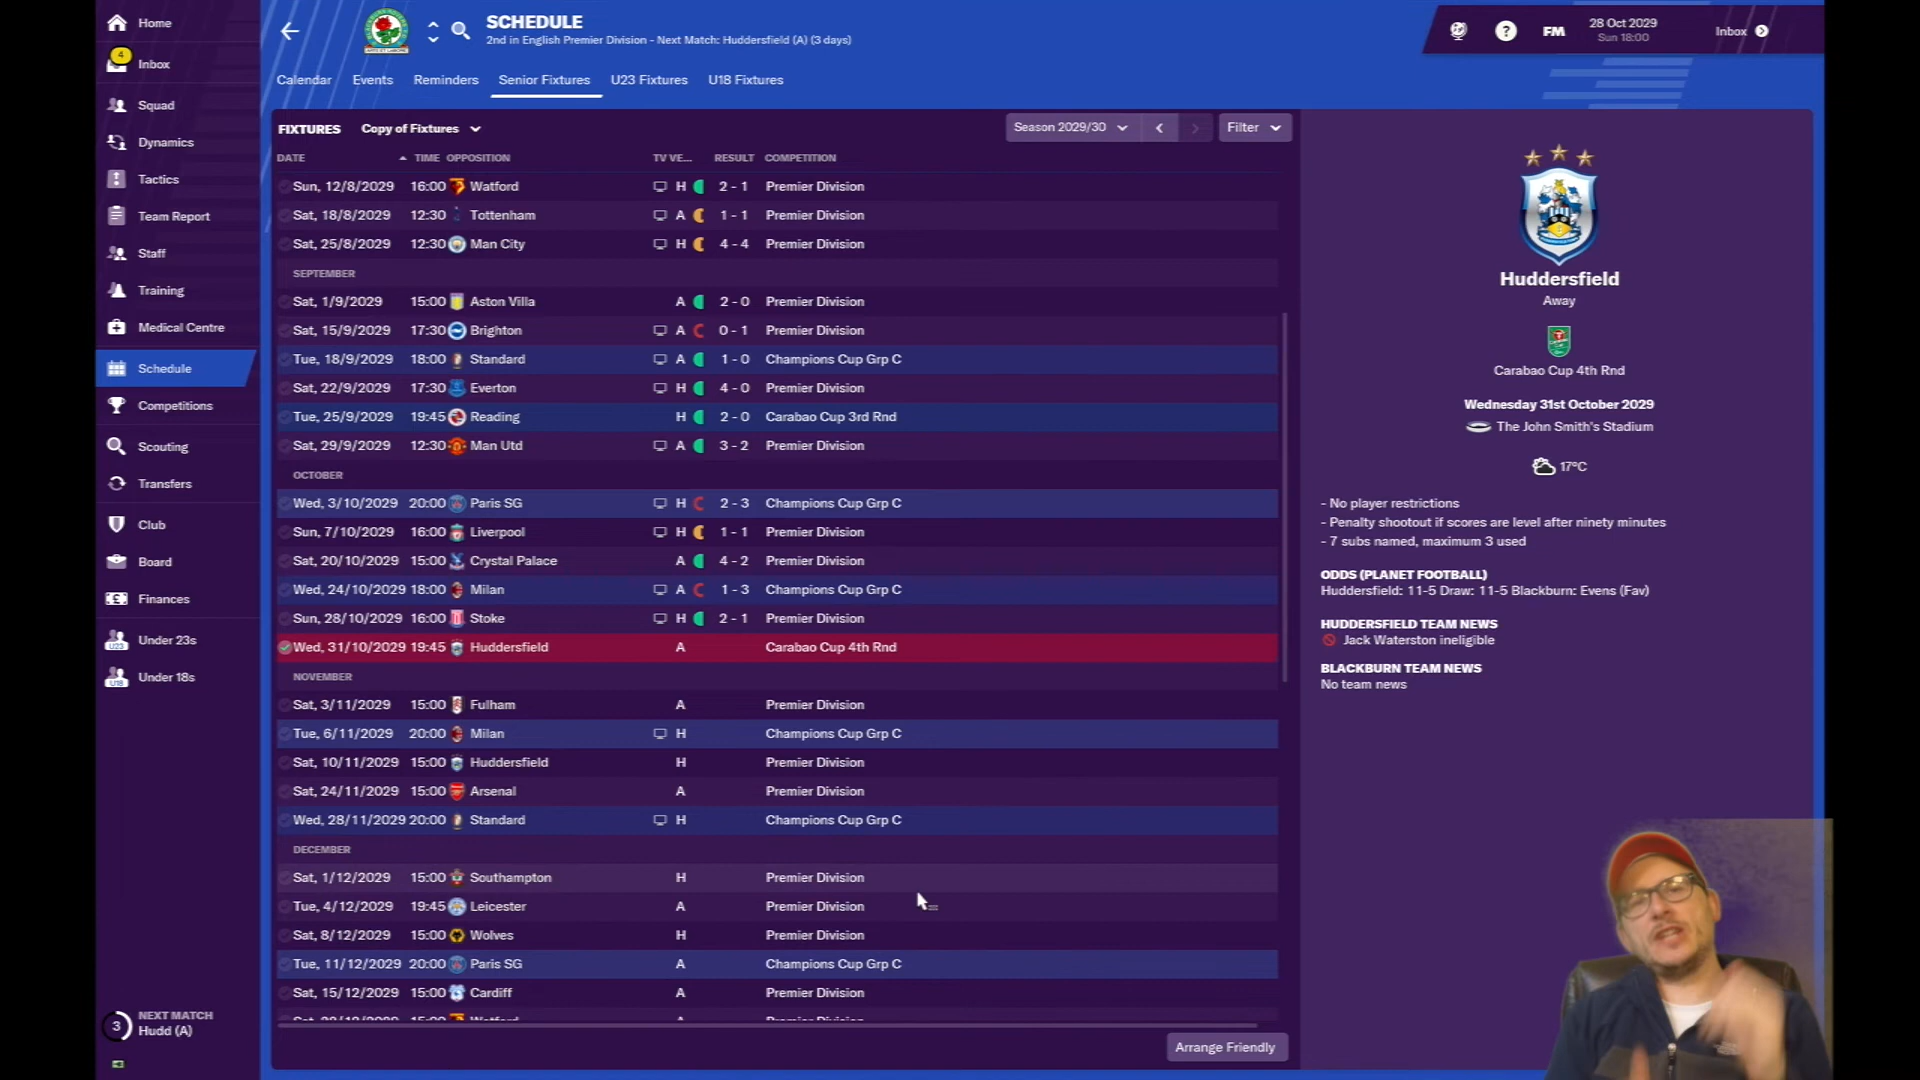 Home
4
Inbox
Squad
Dynamics
Tactics
Team Report
Staff
Training
Medical Centre
Schedule
Competitions
Scouting
Transfers
Club
Board
Finances
U23 Under 23s
U18 Under 18s
3 NEXT MATCH
Hudd (A)
SCHEDULE
2nd in English Premier Division - Next Match: Huddersfield (A) (3 days)
? FM 28 Oct 2029
Sun 18:00
Inbox
Calendar Events Reminders Senior Fixtures U23 Fixtures U18 Fixtures
FIXTURES Copy of Fixtures Season 2029/30 Filter
DATE TIME OPPOSITION TV VE... RESULT COMPETITION
Sun, 12/8/2029 16:00 Watford H 2 - 1 Premier Division
Sat, 18/8/2029 12:30 Tottenham A 1 - 1 Premier Division
Sat, 25/8/2029 12:30 Man City H 4 - 4 Premier Division
SEPTEMBER
Sat, 1/9/2029 15:00 Aston Villa A 2 - 0 Premier Division
Sat, 15/9/2029 17:30 Brighton A 0 - 1 Premier Division
Tue, 18/9/2029 18:00 Standard A 1 - 0 Champions Cup Grp C
Sat, 22/9/2029 17:30 Everton H 4 - 0 Premier Division
Tue, 25/9/2029 19:45 Reading H 2 - 0 Carabao Cup 3rd Rnd
Sat, 29/9/2029 12:30 Man Utd A 3 - 2 Premier Division
OCTOBER
Wed, 3/10/2029 20:00 Paris SG H 2 - 3 Champions Cup Grp C
Sun, 7/10/2029 16:00 Liverpool H 1 - 1 Premier Division
Sat, 20/10/2029 15:00 Crystal Palace A 4 - 2 Premier Division
Wed, 24/10/2029 18:00 Milan A 1 - 3 Champions Cup Grp C
Sun, 28/10/2029 16:00 Stoke H 2 - 1 Premier Division
Wed, 31/10/2029 19:45 Huddersfield A Carabao Cup 4th Rnd
NOVEMBER
Sat, 3/11/2029 15:00 Fulham A Premier Division
Tue, 6/11/2029 20:00 Milan H Champions Cup Grp C
Sat, 10/11/2029 15:00 Huddersfield H Premier Division
Sat, 24/11/2029 15:00 Arsenal A Premier Division
Wed, 28/11/2029 20:00 Standard H Champions Cup Grp C
DECEMBER
Sat, 1/12/2029 15:00 Southampton H Premier Division
Tue, 4/12/2029 19:45 Leicester A Premier Division
Sat, 8/12/2029 15:00 Wolves H Premier Division
Tue, 11/12/2029 20:00 Paris SG A Champions Cup Grp C
Sat, 15/12/2029 15:00 Cardiff A Premier Division
Arrange Friendly
Huddersfield
Away
Carabao Cup 4th Rnd
Wednesday 31st October 2029
The John Smith's Stadium
17°C
- No player restrictions
- Penalty shootout if scores are level after ninety minutes
- 7 subs named, maximum 3 used
ODDS (PLANET FOOTBALL)
Huddersfield: 11-5 Draw: 11-5 Blackburn: Evens (Fav)
HUDDERSFIELD TEAM NEWS
Jack Waterston ineligible
BLACKBURN TEAM NEWS
No team news